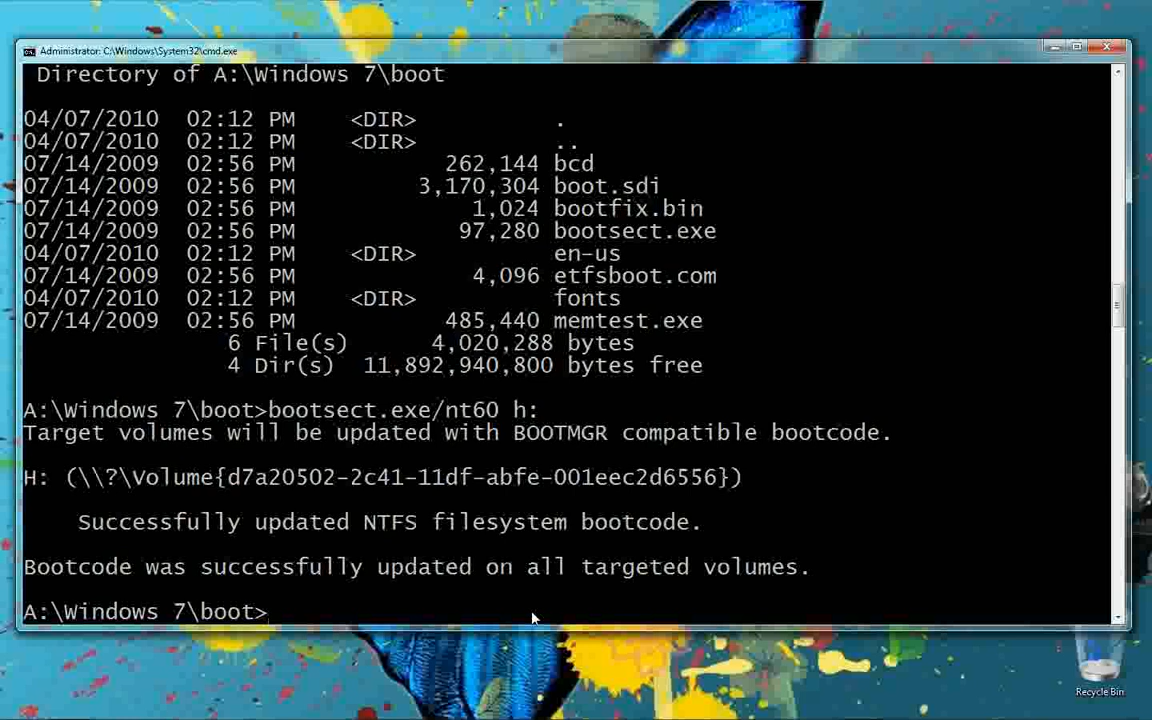 Administrator: C:\Windows\System32\cmd.exe
Directory of A:\Windows 7\boot
04/07/2010 02:12 PM <DIR> .
04/07/2010 02:12 PM <DIR> ..
07/14/2009 02:56 PM 262,144 bcd
07/14/2009 02:56 PM 3,170,304 boot.sdi
07/14/2009 02:56 PM 1,024 bootfix.bin
07/14/2009 02:56 PM 97,280 bootsect.exe
04/07/2010 02:12 PM <DIR> en-us
07/14/2009 02:56 PM 4,096 etfsboot.com
04/07/2010 02:12 PM <DIR> fonts
07/14/2009 02:56 PM 485,440 memtest.exe
6 File(s) 4,020,288 bytes
4 Dir(s) 11,892,940,800 bytes free
A:\Windows 7\boot>bootsect.exe/nt60 h:
Target volumes will be updated with BOOTMGR compatible bootcode.
H: (\\?\Volume{d7a20502-2c41-11df-abfe-001eec2d6556})
Successfully updated NTFS filesystem bootcode.
Bootcode was successfully updated on all targeted volumes.
A:\Windows 7\boot>
Recycle Bin